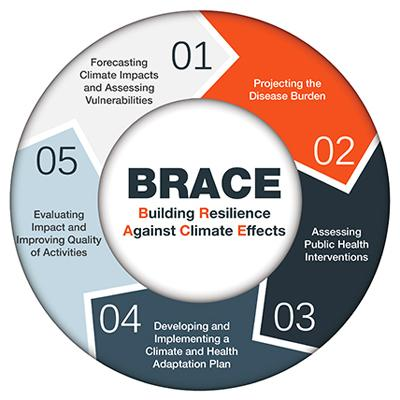 01
Forecasting
Climate Impacts
and Assessing
Vulnerabilities
Projecting the
Disease Burden
02
Assessing
Public Health
Interventions
03
Developing and
Implementing a
Climate and Health
Adaptation Plan
04
Evaluating
Impact and
Improving Quality
of Activities
05
BRACE
Building Resilience
Against Climate Effects